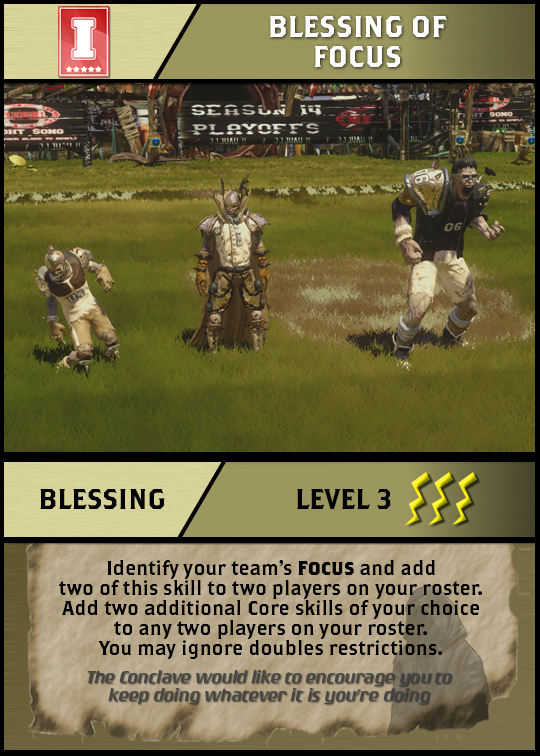 I
BLESSING OF
FOCUS
SEASON 14
PLAYOFFS
SONG
SONG
06
BLESSING
LEVEL 3
Identify your team's FOCUS and add
two of this skill to two players on your roster.
Add two additional Core skills of your choice
to any two players on your roster.
You may ignore doubles restrictions.
The Conclave would like to encourage you to
keep doing whatever it is you're doing